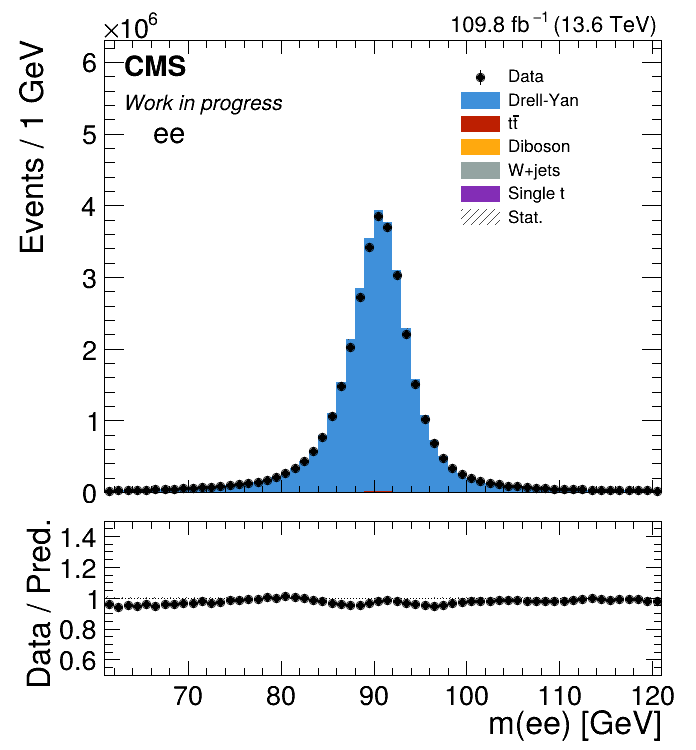 ×10⁶
109.8 fb⁻¹ (13.6 TeV)
CMS
Work in progress
ee
Data
Drell-Yan
tt̅
Diboson
W+jets
Single t
Stat.
Events / 1 GeV
6
5
4
3
2
1
0
Data / Pred.
1.4
1.2
1
0.8
0.6
70 80 90 100 110 120
m(ee) [GeV]